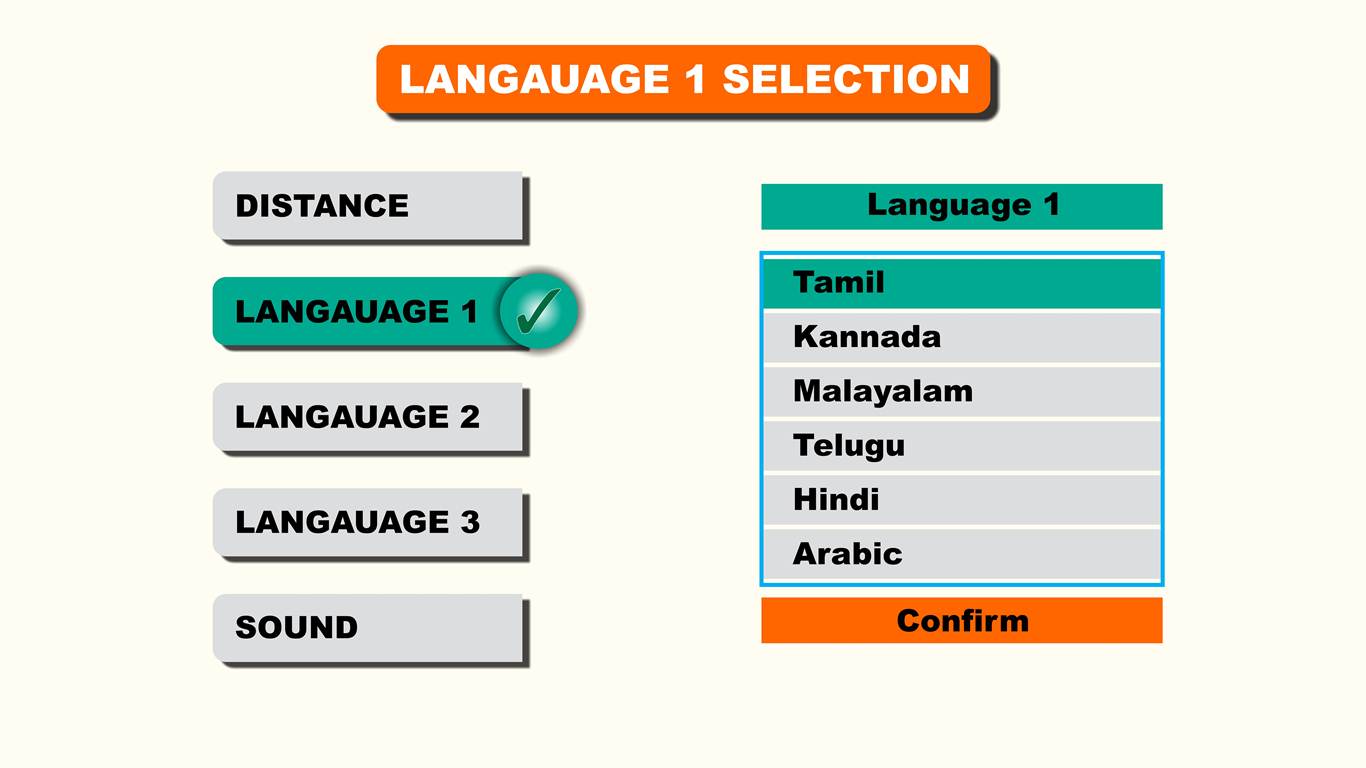 LANGAUAGE 1 SELECTION
DISTANCE
LANGAUAGE 1
LANGAUAGE 2
LANGAUAGE 3
SOUND
Language 1
Tamil
Kannada
Malayalam
Telugu
Hindi
Arabic
Confirm